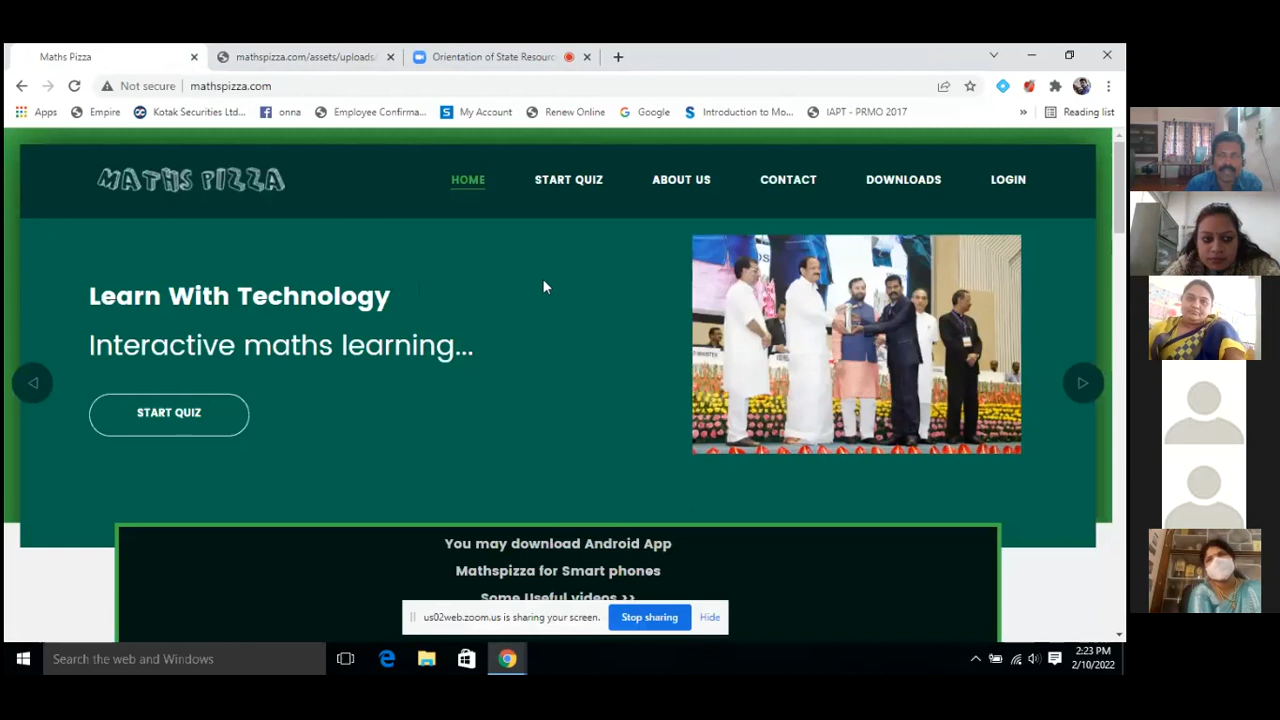 Maths Pizza
mathspizza.com/assets/uploads/
Orientation of State Resourc
Not secure
mathspizza.com
Apps
Empire
Kotak Securities Ltd...
onna
Employee Confirma...
My Account
Renew Online
Google
Introduction to Mo...
IAPT - PRMO 2017
»
Reading list
MATHS PIZZA
HOME
START QUIZ
ABOUT US
CONTACT
DOWNLOADS
LOGIN
Learn With Technology
Interactive maths learning...
START QUIZ
You may download Android App
Mathspizza for Smart phones
Some Useful videos >>
us02web.zoom.us is sharing your screen.
Stop sharing
Hide
Search the web and Windows
2:23 PM
2/10/2022